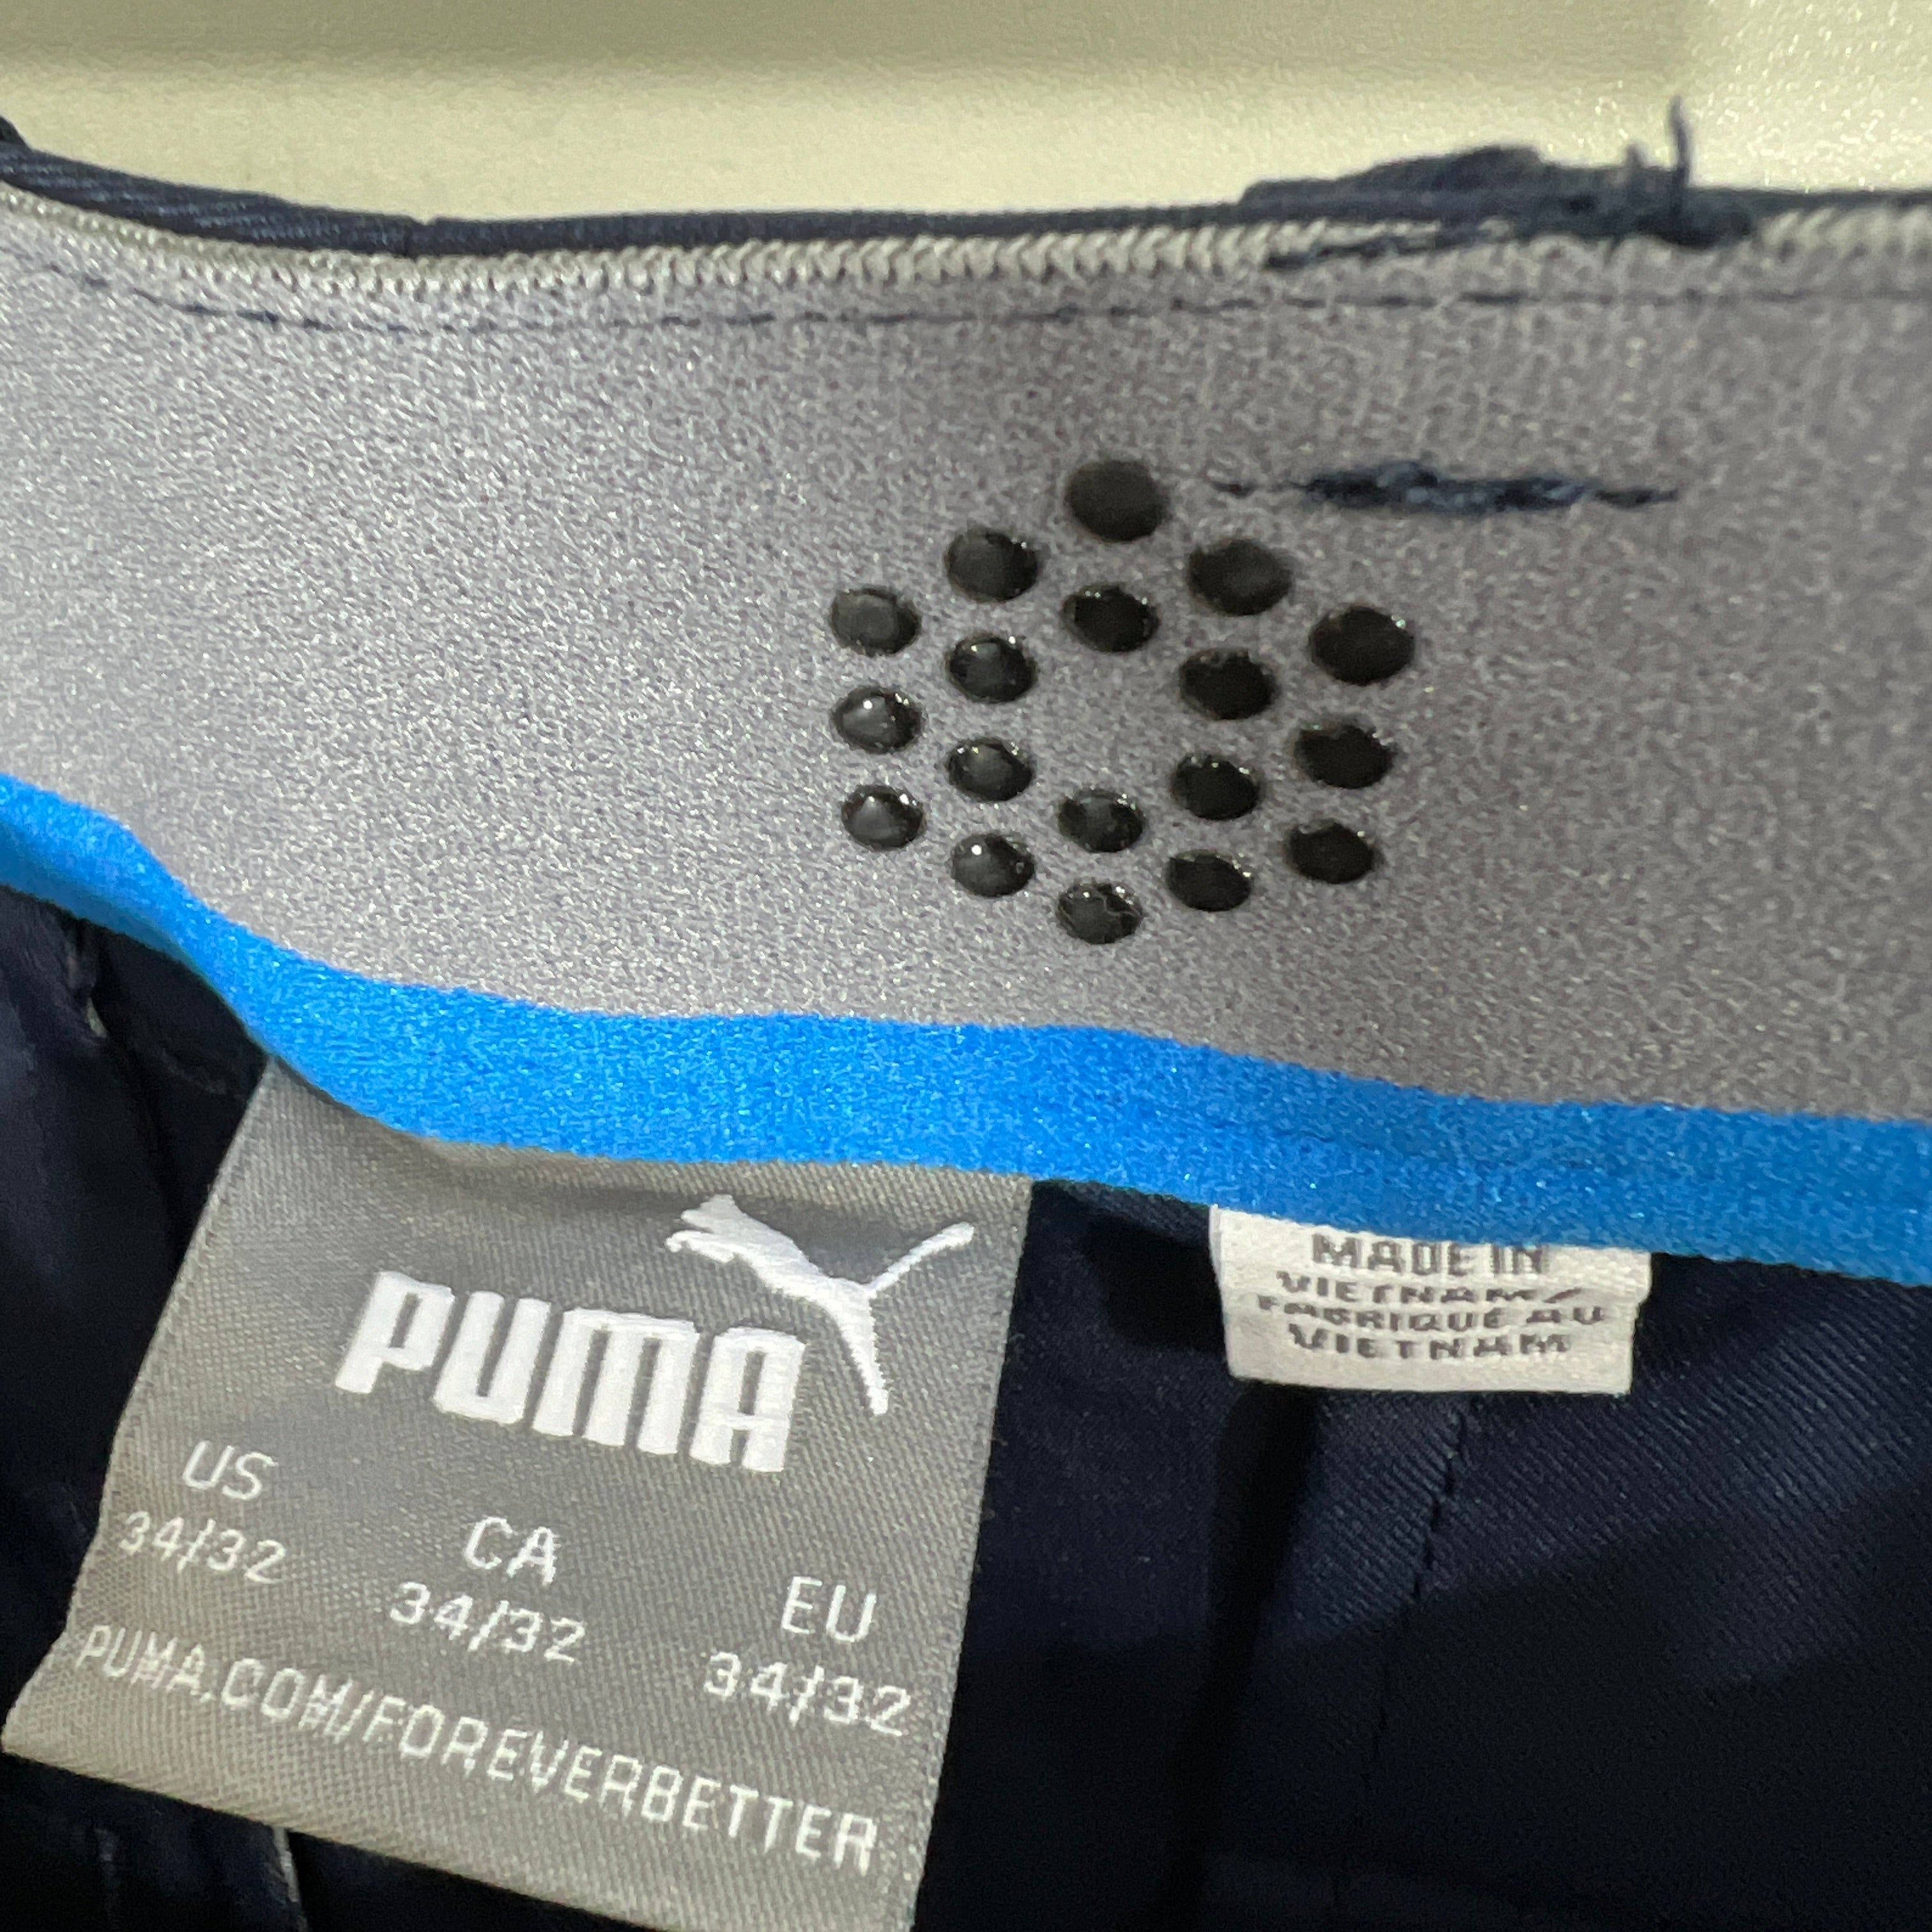 PUMA
US
34/32
CA
34/32
EU
34/32
PUMA.COM/FOREVERBETTER
MADE IN
VIETNAM/
FABRIQUÉ AU
VIETNAM